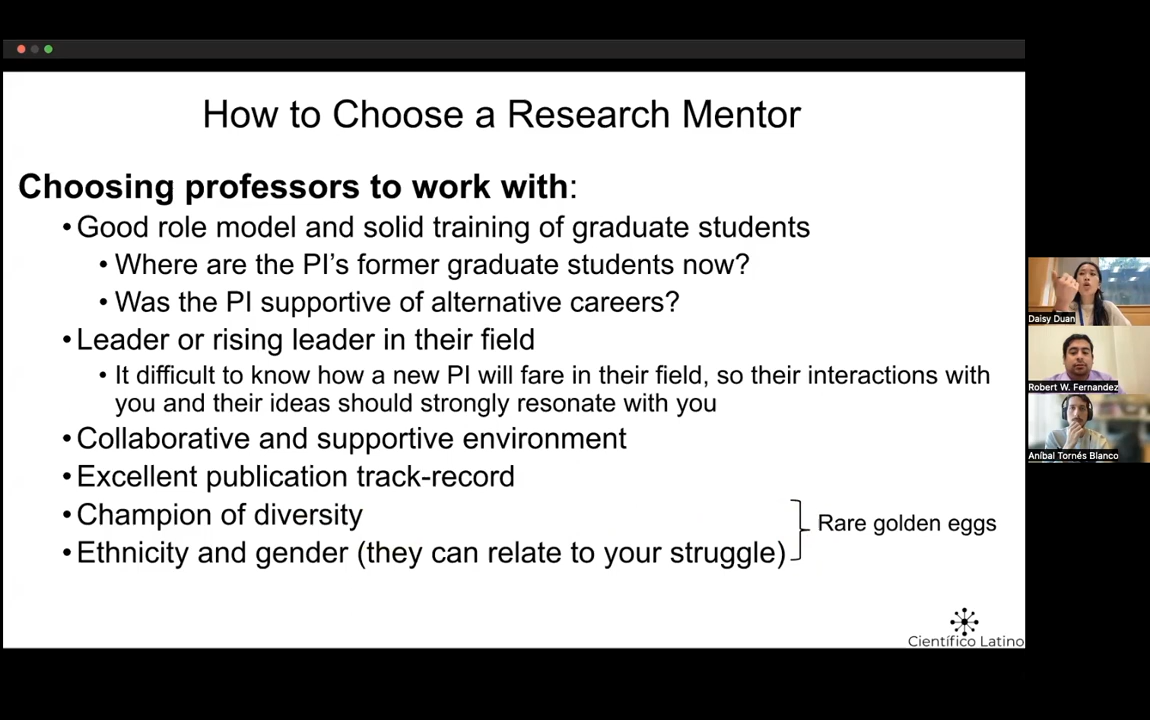 How to Choose a Research Mentor
Choosing professors to work with:
•Good role model and solid training of graduate students
• Where are the PI’s former graduate students now?
• Was the PI supportive of alternative careers?
•Leader or rising leader in their field
• It difficult to know how a new PI will fare in their field, so their interactions with
you and their ideas should strongly resonate with you
•Collaborative and supportive environment
•Excellent publication track-record
•Champion of diversity
•Ethnicity and gender (they can relate to your struggle)
Rare golden eggs
Científico Latino
Daisy Duan
Robert W. Fernandez
Aníbal Tornés Blanco